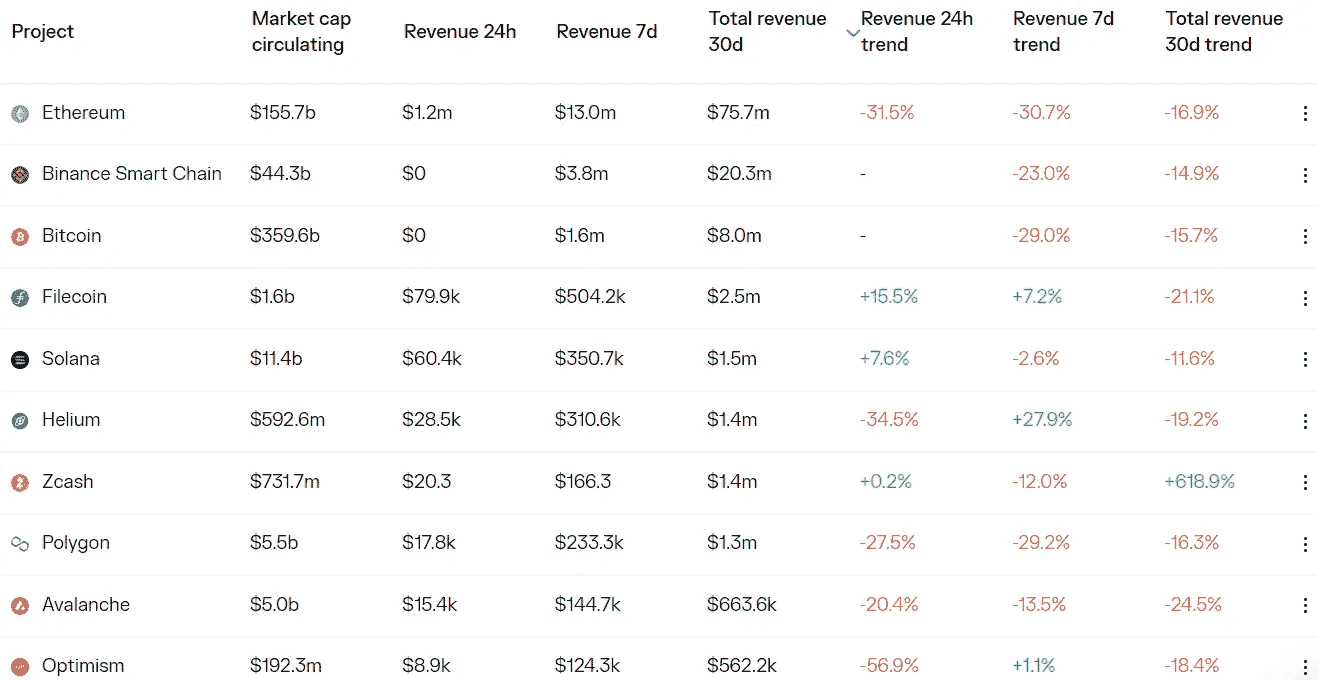 Project Market cap circulating Revenue 24h Revenue 7d Total revenue 30d Revenue 24h trend Revenue 7d trend Total revenue 30d trend
Ethereum $155.7b $1.2m $13.0m $75.7m -31.5% -30.7% -16.9%
Binance Smart Chain $44.3b $0 $3.8m $20.3m - -23.0% -14.9%
Bitcoin $359.6b $0 $1.6m $8.0m - -29.0% -15.7%
Filecoin $1.6b $79.9k $504.2k $2.5m +15.5% +7.2% -21.1%
Solana $11.4b $60.4k $350.7k $1.5m +7.6% -2.6% -11.6%
Helium $592.6m $28.5k $310.6k $1.4m -34.5% +27.9% -19.2%
Zcash $731.7m $20.3 $166.3 $1.4m +0.2% -12.0% +618.9%
Polygon $5.5b $17.8k $233.3k $1.3m -27.5% -29.2% -16.3%
Avalanche $5.0b $15.4k $144.7k $663.6k -20.4% -13.5% -24.5%
Optimism $192.3m $8.9k $124.3k $562.2k -56.9% +1.1% -18.4%